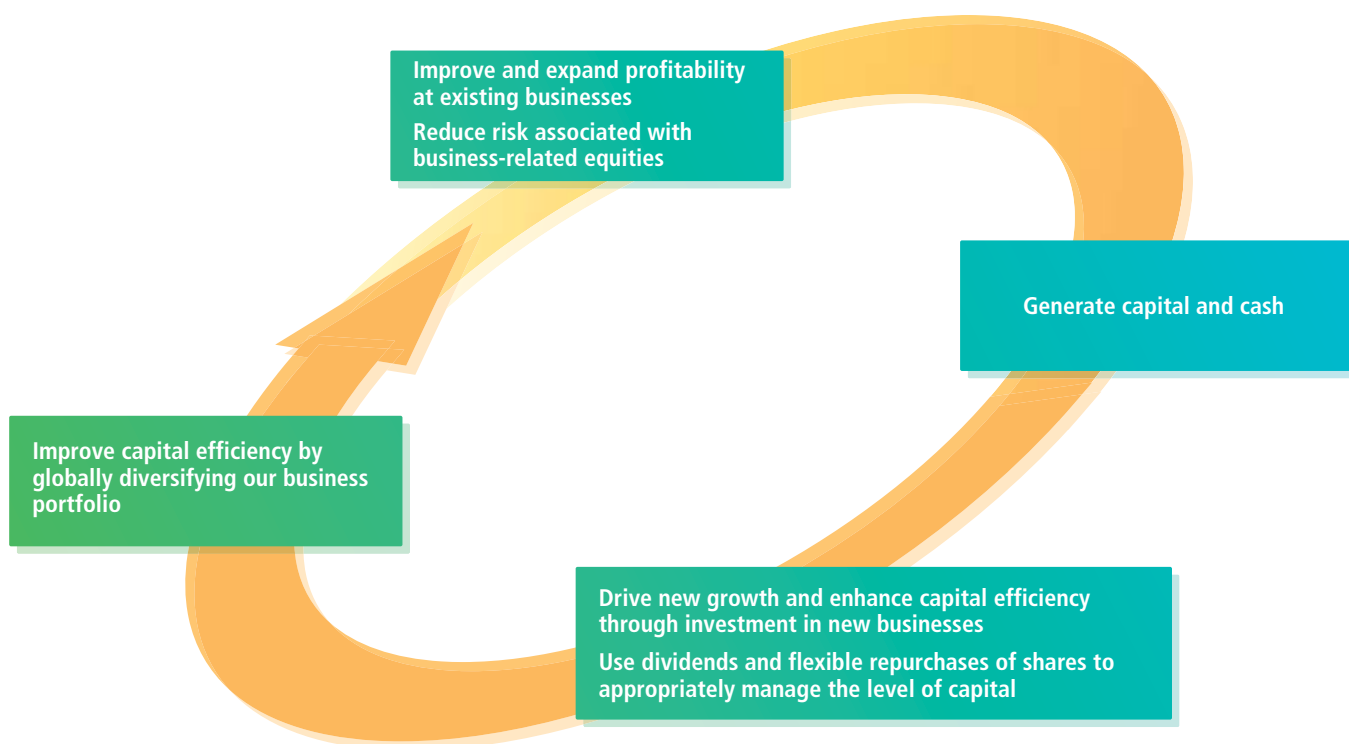 Improve and expand profitability
at existing businesses
Reduce risk associated with
business-related equities
Generate capital and cash
Improve capital efficiency by
globally diversifying our business
portfolio
Drive new growth and enhance capital efficiency
through investment in new businesses
Use dividends and flexible repurchases of shares to
appropriately manage the level of capital